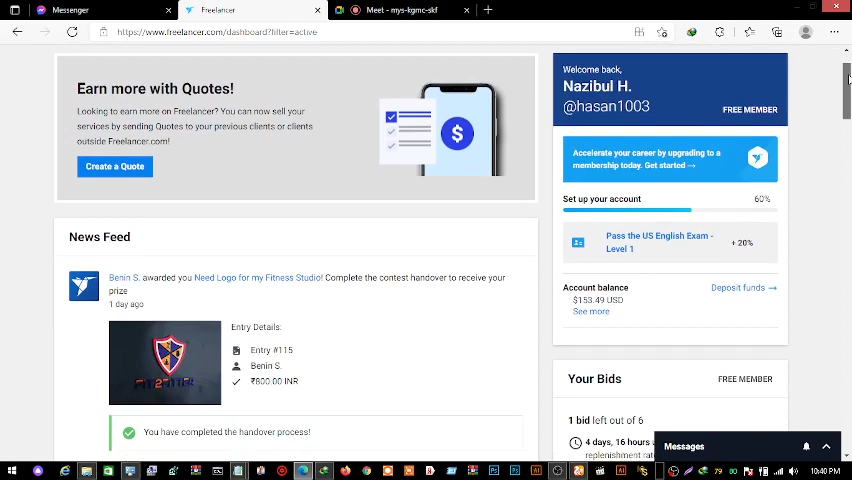 Messenger
Freelancer
Meet - mys-kgmc-skf
https://www.freelancer.com/dashboard?filter=active
Earn more with Quotes!
Looking to earn more on Freelancer? You can now sell your
services by sending Quotes to your previous clients or clients
outside Freelancer.com!
Create a Quote
Welcome back,
Nazibul H.
@hasan1003
FREE MEMBER
Accelerate your career by upgrading to a
membership today. Get started →
Set up your account
60%
Pass the US English Exam -
Level 1
+ 20%
Account balance
Deposit funds →
$153.49 USD
See more
News Feed
Benin S. awarded you Need Logo for my Fitness Studio! Complete the contest handover to receive your
prize
1 day ago
Entry Details:
Entry #115
Benin S.
₹800.00 INR
You have completed the handover process!
Your Bids
FREE MEMBER
1 bid left out of 6
4 days, 16 hours
replenishment rate
Messages
10:40 PM